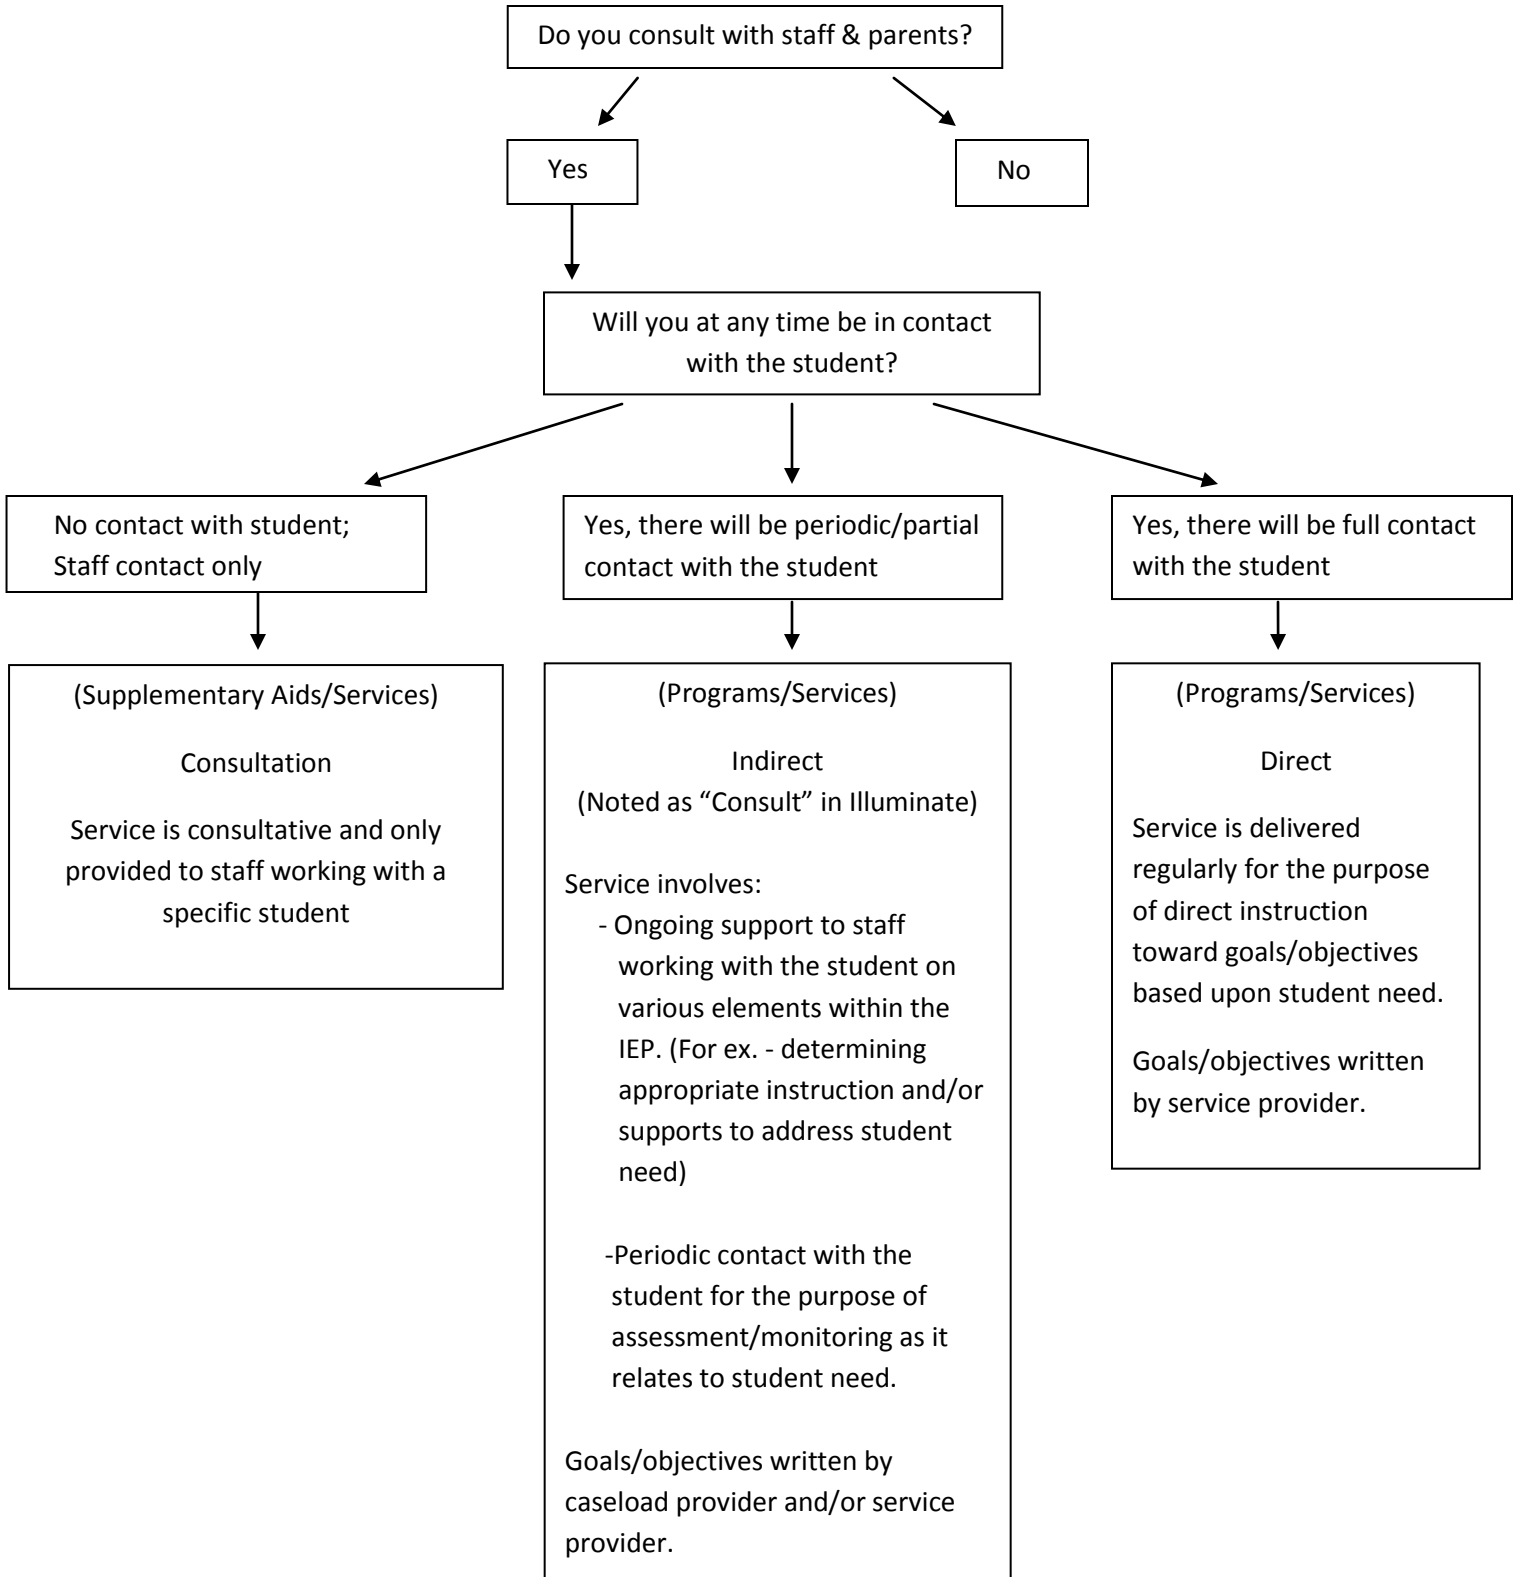 Do you consult with staff & parents?
Yes
No
Will you at any time be in contact
with the student?
No contact with student;
Staff contact only
Yes, there will be periodic/partial
contact with the student
Yes, there will be full contact
with the student
(Supplementary Aids/Services)
Consultation
Service is consultative and only
provided to staff working with a
specific student
(Programs/Services)
Indirect
(Noted as “Consult” in Illuminate)
Service involves:
- Ongoing support to staff
working with the student on
various elements within the
IEP. (For ex. - determining
appropriate instruction and/or
supports to address student
need)
-Periodic contact with the
student for the purpose of
assessment/monitoring as it
relates to student need.
Goals/objectives written by
caseload provider and/or service
provider.
(Programs/Services)
Direct
Service is delivered
regularly for the purpose
of direct instruction
toward goals/objectives
based upon student need.
Goals/objectives written
by service provider.